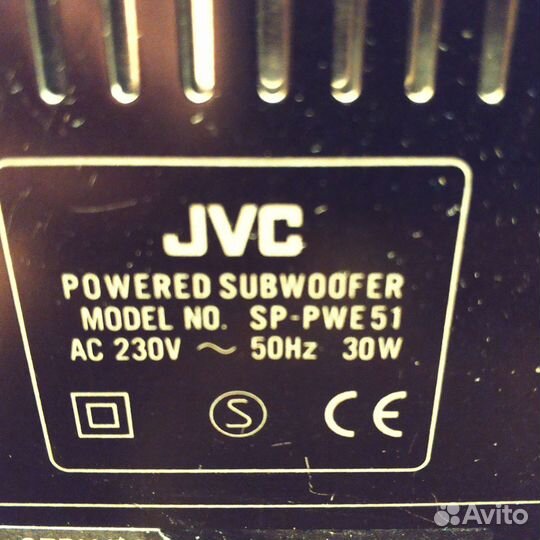 JVC
POWERED SUBWOOFER
MODEL NO. SP-PWE51
AC 230V ~ 50Hz 30W
S CE
Avito